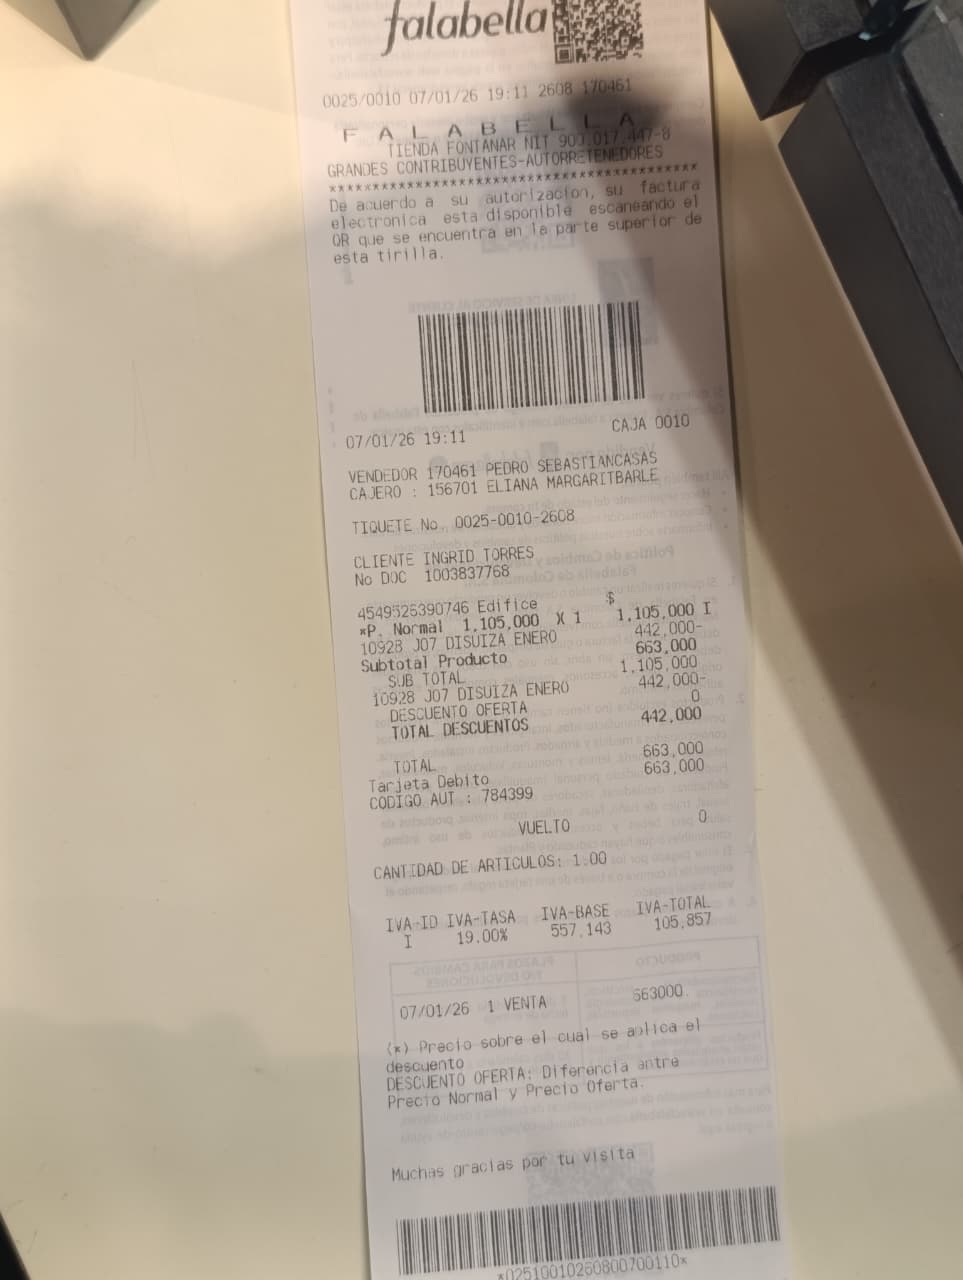 falabella
0025/0010 07/01/26 19:11 2608 170461
F A L A B E L L A
TIENDA FONTANAR NIT 900.017.447-8
GRANDES CONTRIBUYENTES-AUTORRETENEDORES
******************************************
De acuerdo a su autorizacion, su factura
electronica esta disponible escaneando el
QR que se encuentra en la parte superior de
esta tirilla.
07/01/26 19:11 CAJA 0010
VENDEDOR 170461 PEDRO SEBASTIANCASAS
CAJERO : 156701 ELIANA MARGARITBARLE
TIQUETE No. 0025-0010-2608
CLIENTE INGRID TORRES
No DOC 1003837768
4549526390746 Edifice $
*P. Normal 1,105,000 X 1 1,105,000 I
10928 J07 DISUIZA ENERO 442,000-
Subtotal Producto 663,000
SUB TOTAL 1,105,000
10928 J07 DISUIZA ENERO 442,000-
DESCUENTO OFERTA 0
TOTAL DESCUENTOS 442,000
TOTAL 663,000
Tarjeta Debito 663,000
CODIGO AUT : 784399
VUELTO 0
CANTIDAD DE ARTICULOS: 1.00
IVA-ID IVA-TASA IVA-BASE IVA-TOTAL
I 19.00% 557,143 105,857
07/01/26 1 VENTA 663000.
(*) Precio sobre el cual se aplica el
descuento
DESCUENTO OFERTA: Diferencia entre
Precio Normal y Precio Oferta.
Muchas gracias por tu visita
*02510010260800700110*